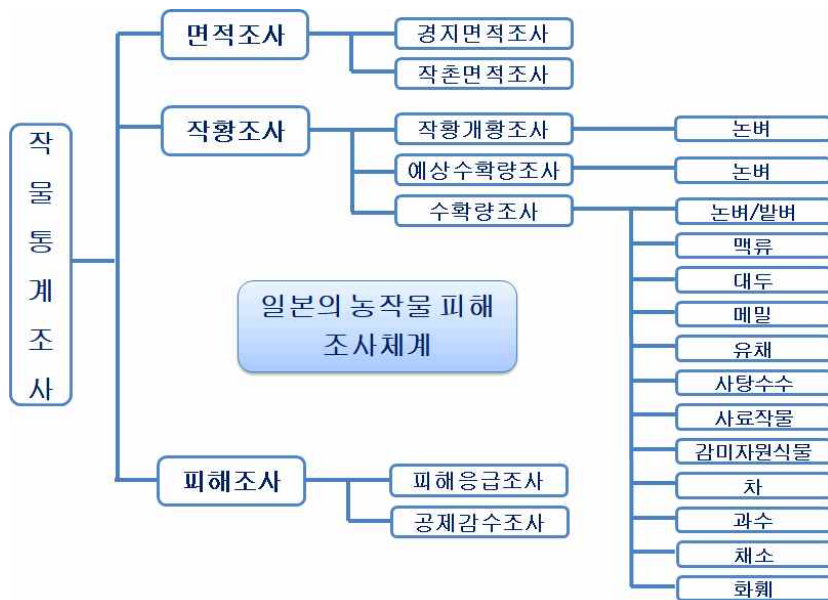 작물통계조사
면적조사
경지면적조사
작촌면적조사
작황조사
작황개황조사
논벼
예상수확량조사
논벼
수확량조사
논벼/밭벼
맥류
대두
메밀
유채
사탕수수
사료작물
감미자원식물
차
과수
채소
화훼
일본의 농작물 피해
조사체계
피해조사
피해응급조사
공제감수조사